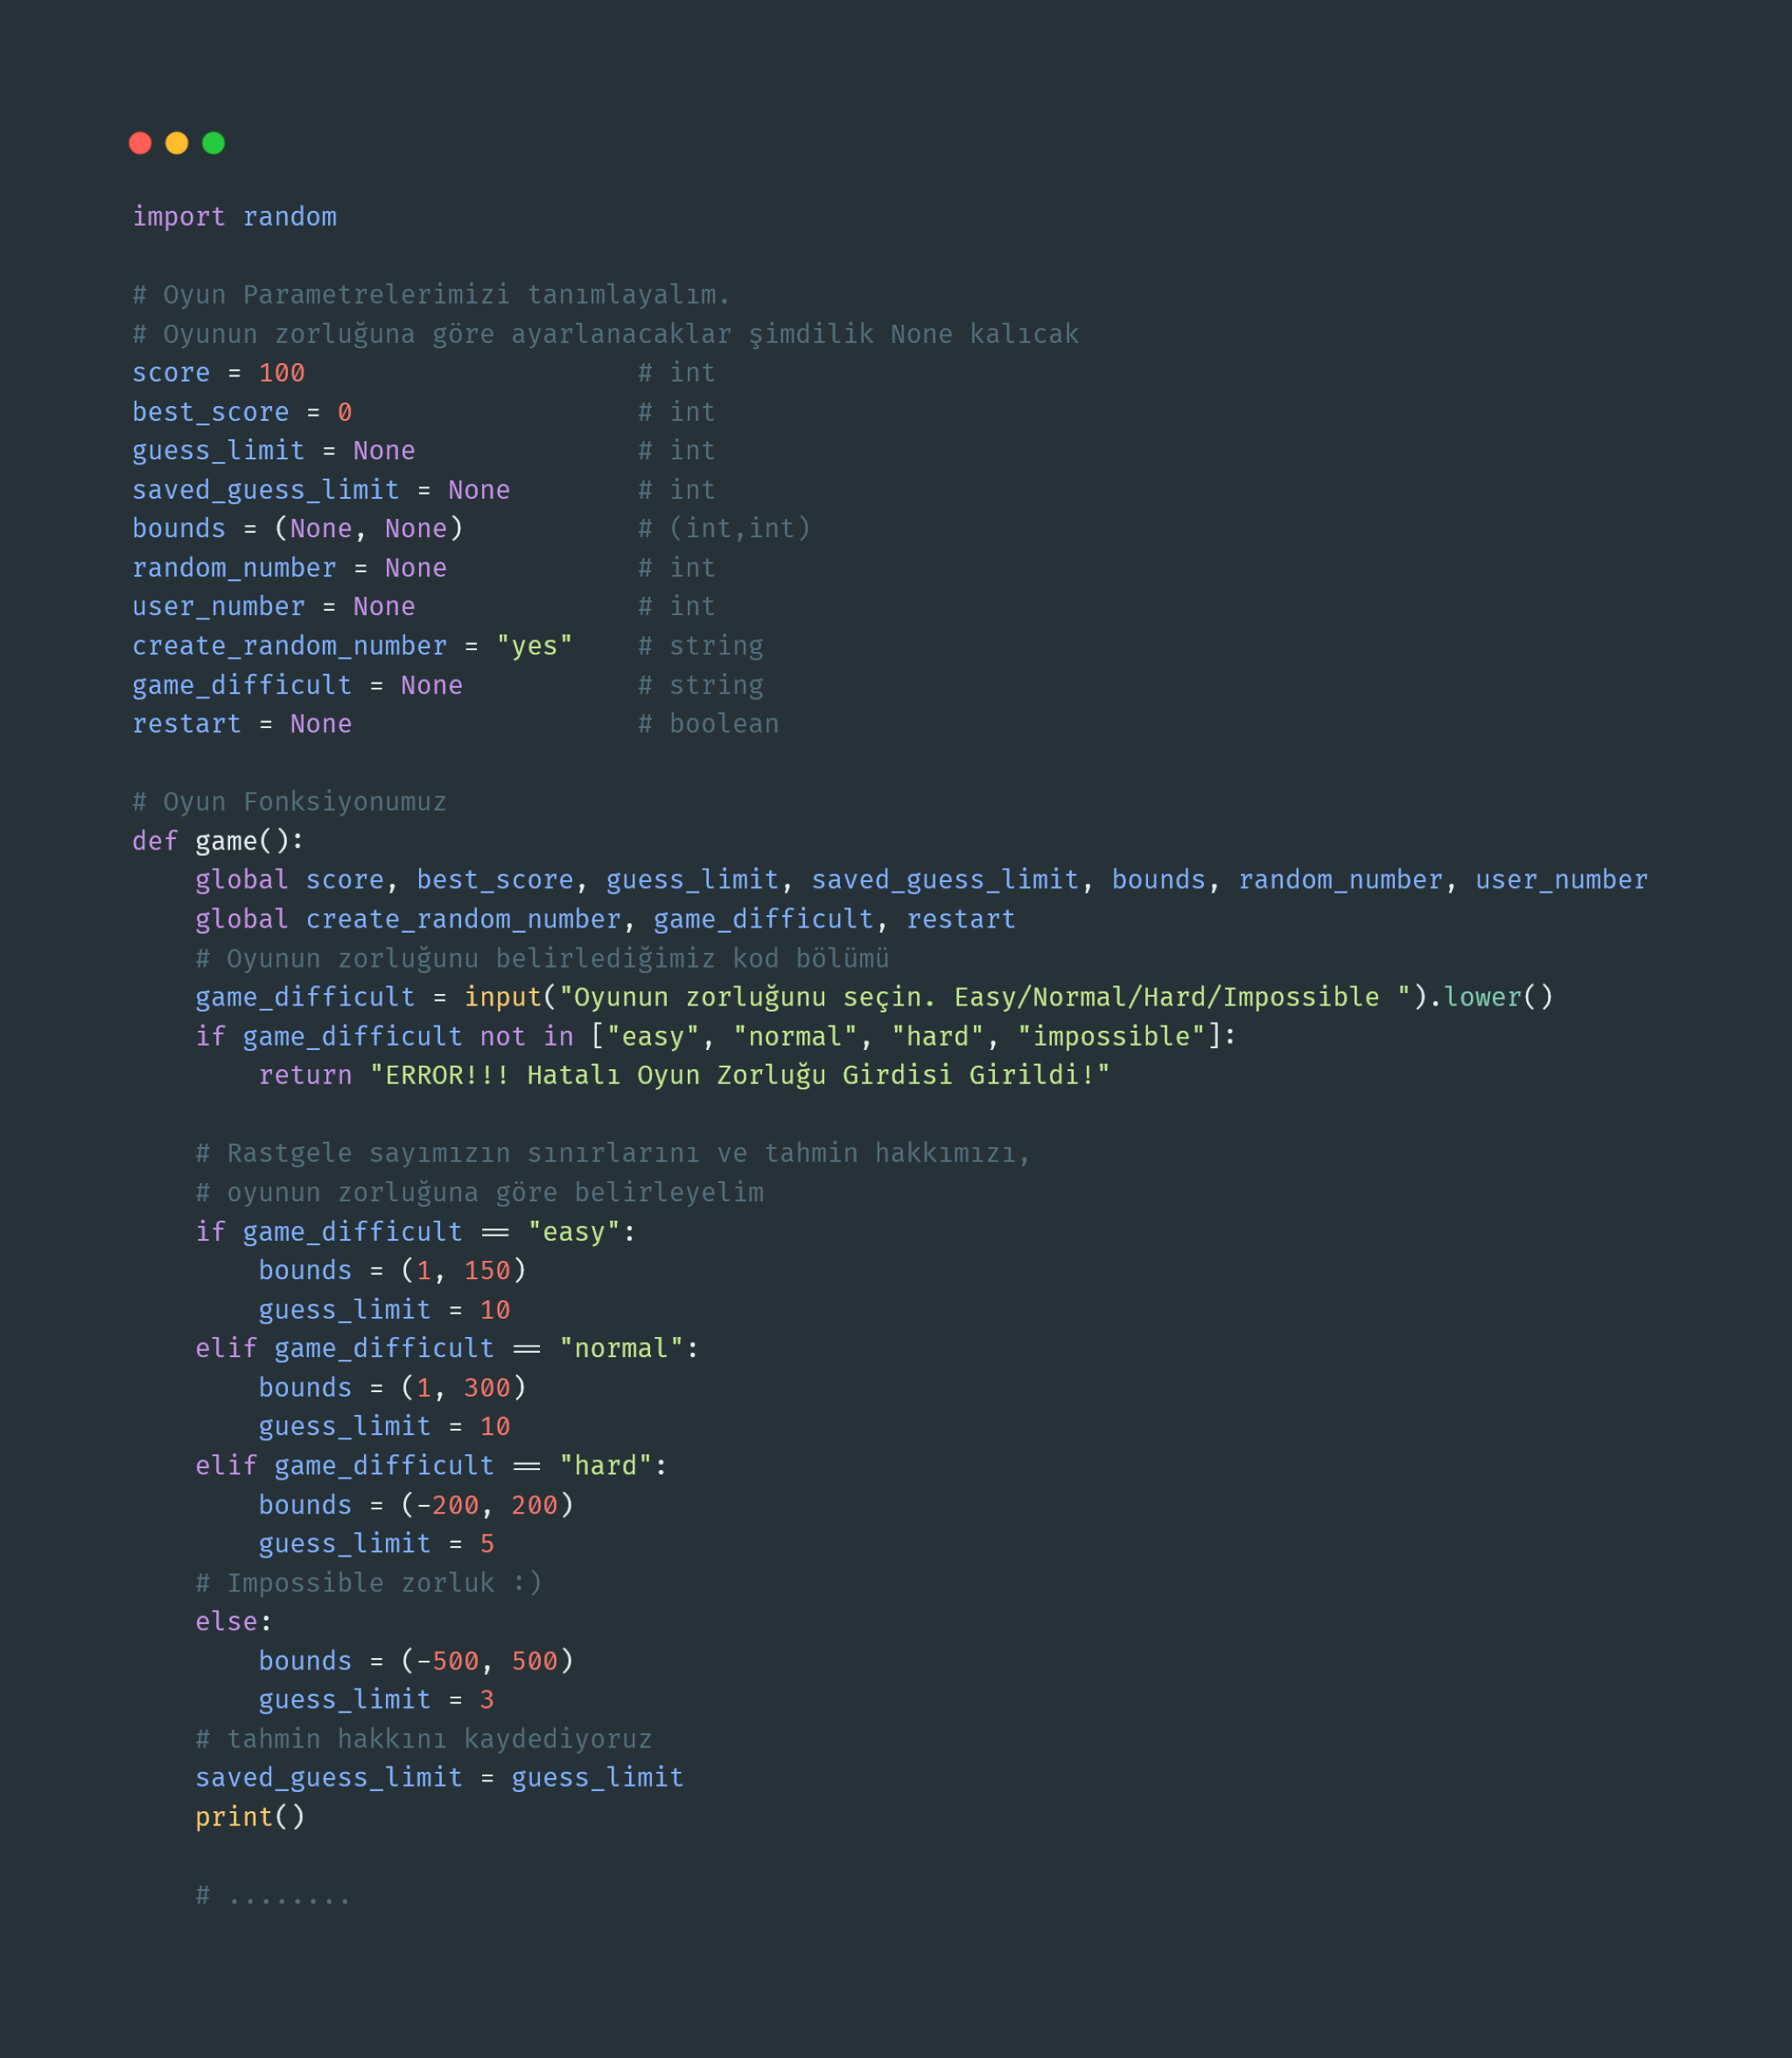 import random
# Oyun Parametrelerimizi tanımlayalım.
# Oyunun zorluğuna göre ayarlanacaklar şimdilik None kalıcak
score = 100                     # int
best_score = 0                  # int
guess_limit = None              # int
saved_guess_limit = None        # int
bounds = (None, None)           # (int,int)
random_number = None            # int
user_number = None              # int
create_random_number = "yes"    # string
game_difficult = None           # string
restart = None                  # boolean
# Oyun Fonksiyonumuz
def game():
    global score, best_score, guess_limit, saved_guess_limit, bounds, random_number, user_number
    global create_random_number, game_difficult, restart
    # Oyunun zorluğunu belirlediğimiz kod bölümü
    game_difficult = input("Oyunun zorluğunu seçin. Easy/Normal/Hard/Impossible ").lower()
    if game_difficult not in ["easy", "normal", "hard", "impossible"]:
        return "ERROR!!! Hatalı Oyun Zorluğu Girdisi Girildi!"
    # Rastgele sayımızın sınırlarını ve tahmin hakkımızı,
    # oyunun zorluğuna göre belirleyelim
    if game_difficult == "easy":
        bounds = (1, 150)
        guess_limit = 10
    elif game_difficult == "normal":
        bounds = (1, 300)
        guess_limit = 10
    elif game_difficult == "hard":
        bounds = (-200, 200)
        guess_limit = 5
    # Impossible zorluk :)
    else:
        bounds = (-500, 500)
        guess_limit = 3
    # tahmin hakkını kaydediyoruz
    saved_guess_limit = guess_limit
    print()
    # ........